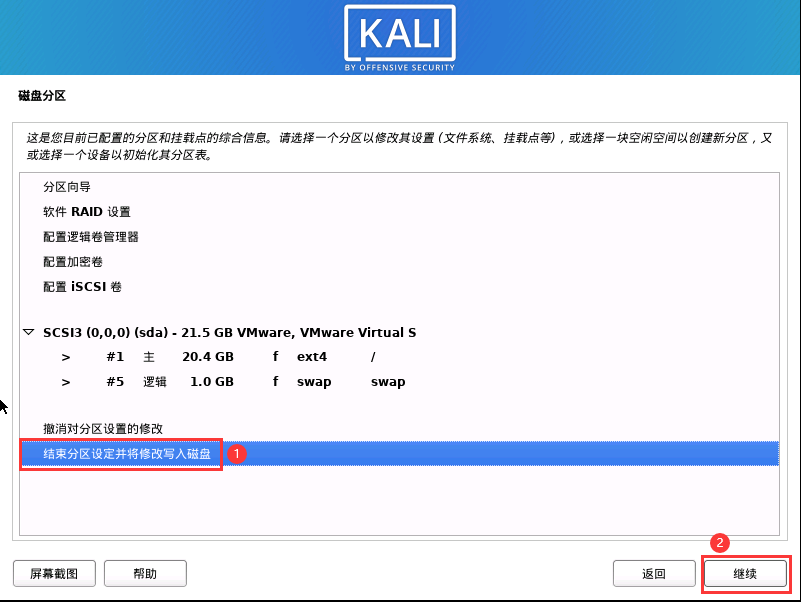 KALI
BY OFFENSIVE SECURITY
磁盘分区
这是您目前已配置的分区和挂载点的综合信息。请选择一个分区以修改其设置 (文件系统、挂载点等)，或选择一块空闲空间以创建新分区，又
或选择一个设备以初始化其分区表。
分区向导
软件 RAID 设置
配置逻辑卷管理器
配置加密卷
配置 iSCSI 卷
SCSI3 (0,0,0) (sda) - 21.5 GB VMware, VMware Virtual S
> #1 主 20.4 GB f ext4 /
> #5 逻辑 1.0 GB f swap swap
撤消对分区设置的修改
结束分区设定并将修改写入磁盘 1
2
屏幕截图 帮助 返回 继续